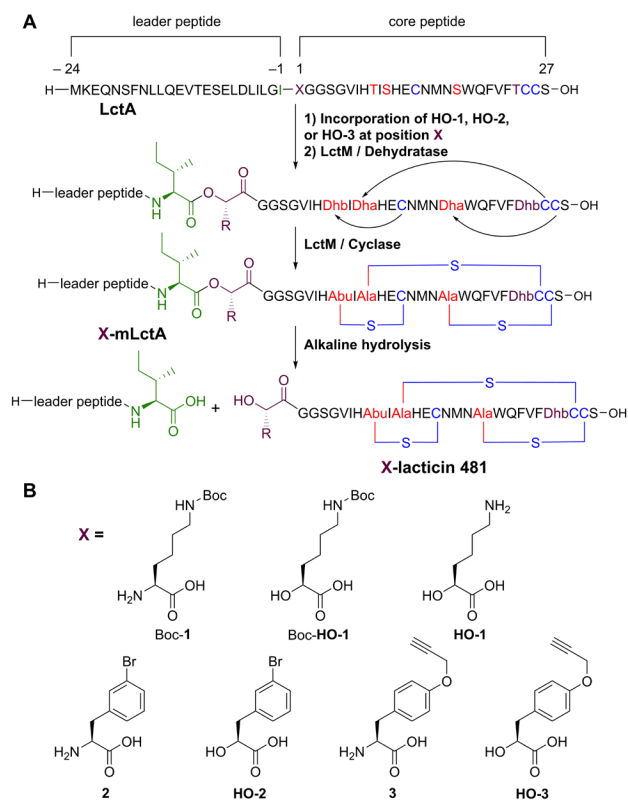 A
leader peptide
core peptide
– 24
–1
1
27
H–MKEQNSFNLLQEVTESELDLILGI–XGGSGVIHTISHECNMNSWQFVFTCCS–OH
LctA
1) Incorporation of HO-1, HO-2,
or HO-3 at position X
2) LctM / Dehydratase
H–leader peptide
N
H
O
O
O
R
GGSGVIHDhbIDhaHECNMNDhaWQFVFDhbCCS–OH
LctM / Cyclase
S
H–leader peptide
N
H
O
O
O
R
GGSGVIHAbuIAlaHECNMNAlaWQFVFDhbCCS–OH
S
S
X-mLctA
Alkaline hydrolysis
S
H–leader peptide
N
H
OH
O
+
HO
O
R
GGSGVIHAbuIAlaHECNMNAlaWQFVFDhbCCS–OH
S
S
X-lacticin 481
B
X =
HN Boc
H2N
OH
O
Boc-1
HN Boc
HO
OH
O
Boc-HO-1
NH2
HO
OH
O
HO-1
Br
H2N
OH
O
2
Br
HO
OH
O
HO-2
O
H2N
OH
O
3
O
HO
OH
O
HO-3